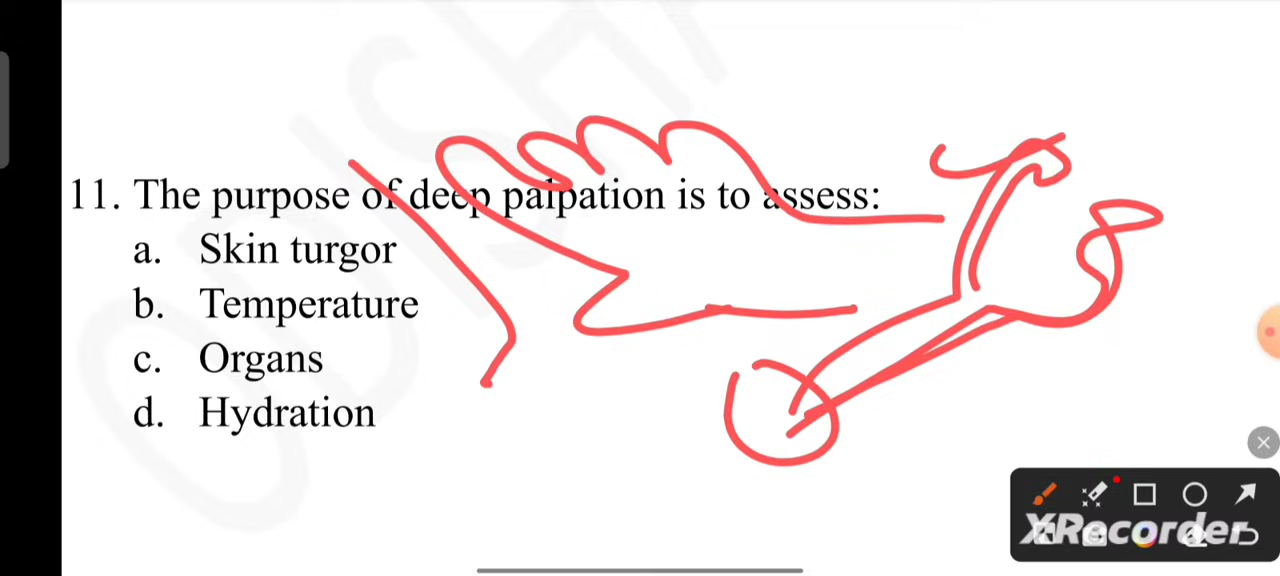 11. The purpose of deep palpation is to assess:
a. Skin turgor
b. Temperature
c. Organs
d. Hydration
XRecorder